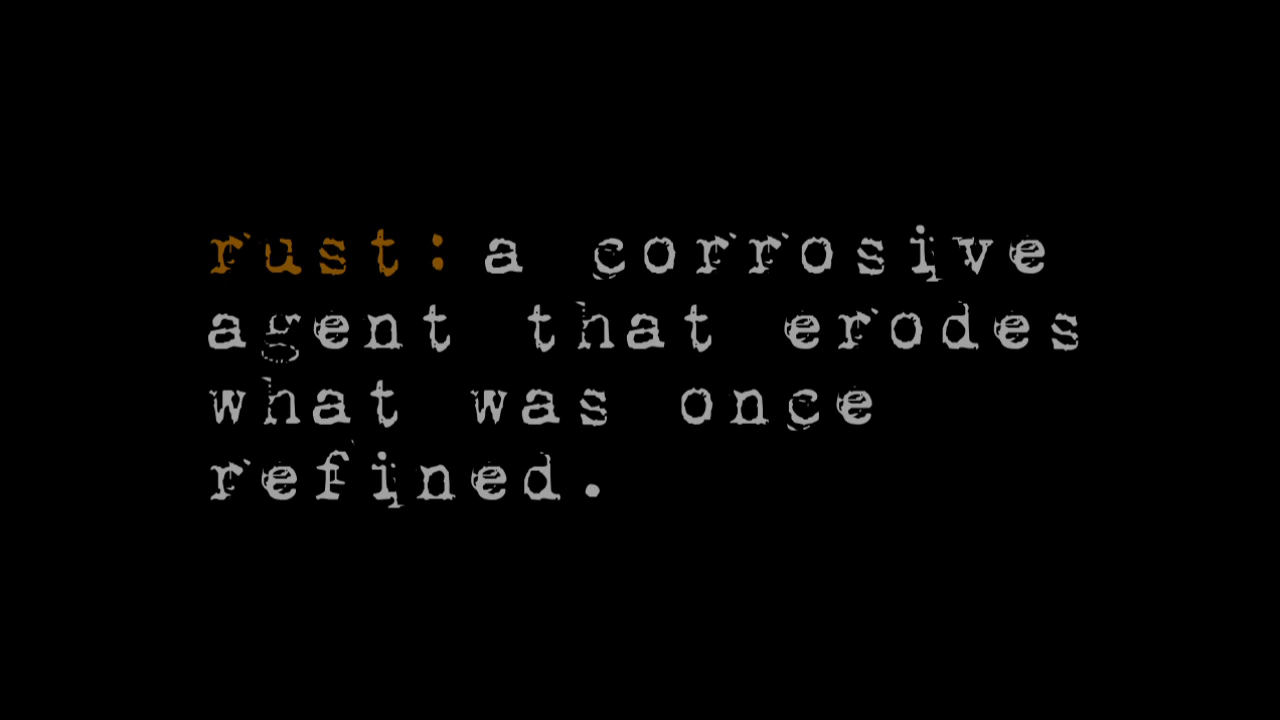 rust: a corrosive
agent that erodes
what was once
refined.